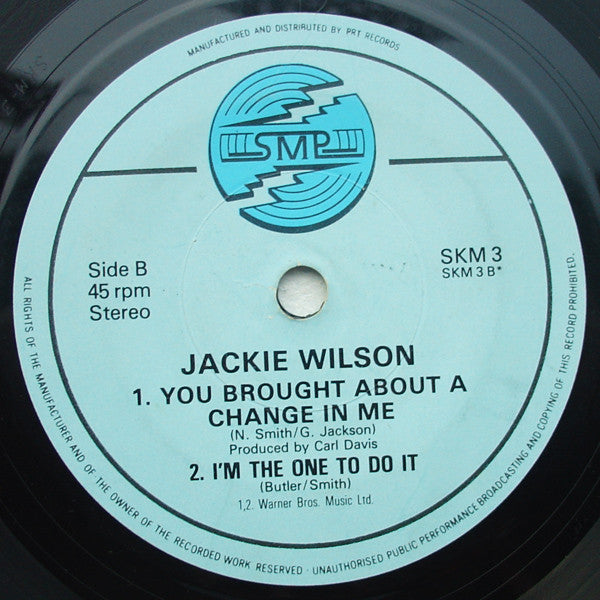 MANUFACTURED AND DISTRIBUTED BY PRT RECORDS
SMP
Side B
45 rpm
Stereo
SKM 3
SKM 3 B*
JACKIE WILSON
1. YOU BROUGHT ABOUT A
CHANGE IN ME
(N. Smith/G. Jackson)
Produced by Carl Davis
2. I'M THE ONE TO DO IT
(Butler/Smith)
1,2. Warner Bros. Music Ltd.
ALL RIGHTS OF THE MANUFACTURER AND OF THE OWNER OF THE RECORDED WORK RESERVED · UNAUTHORISED PUBLIC PERFORMANCE BROADCASTING AND COPYING OF THIS RECORD PROHIBITED.